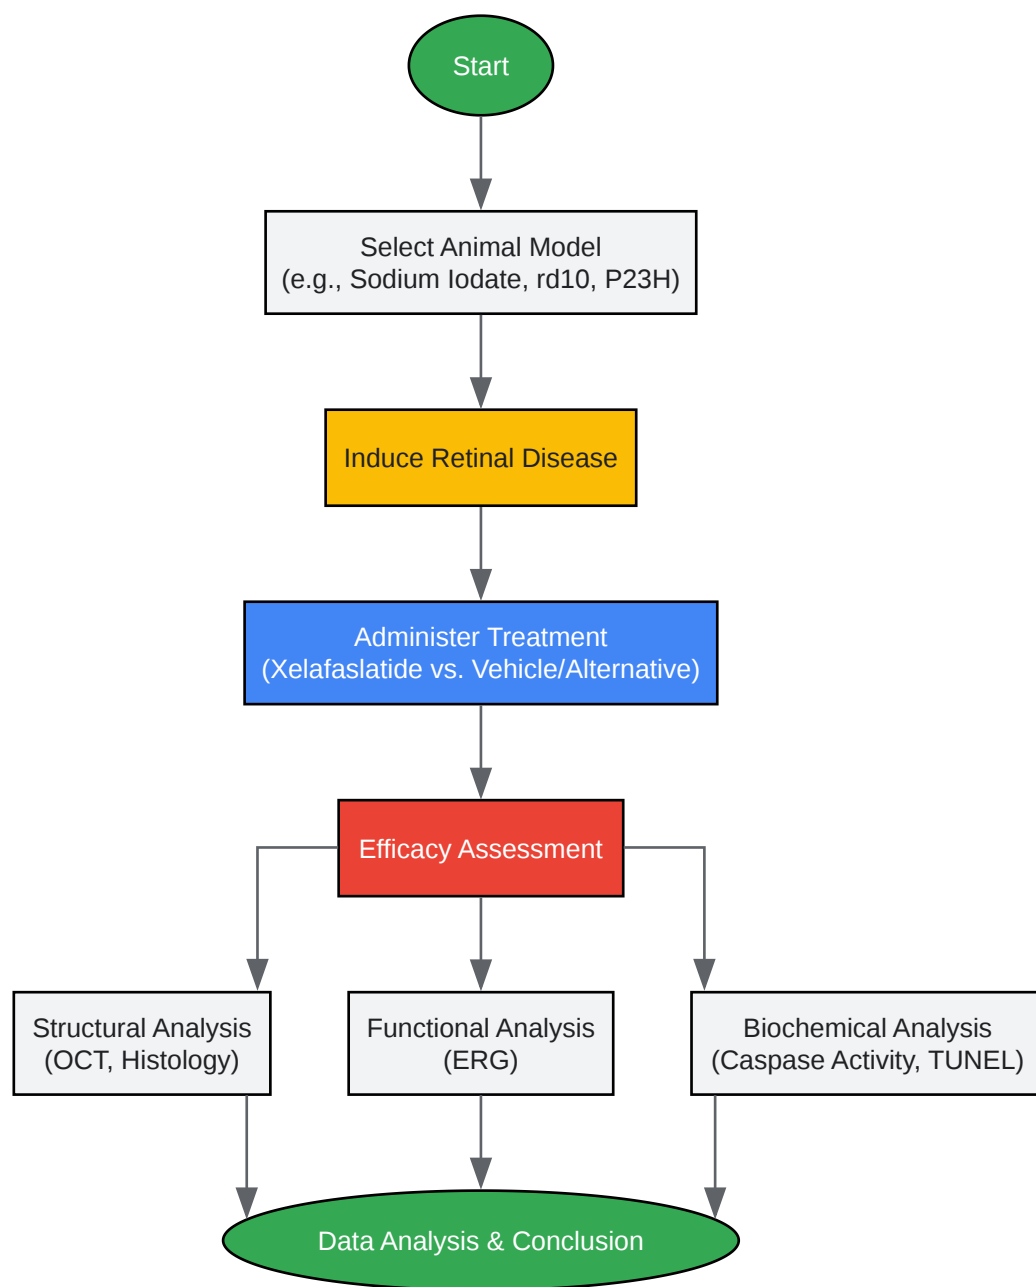 Start
Select Animal Model
(e.g., Sodium Iodate, rd10, P23H)
Induce Retinal Disease
Administer Treatment
(Xelafaslatide vs. Vehicle/Alternative)
Efficacy Assessment
Structural Analysis
(OCT, Histology)
Functional Analysis
(ERG)
Biochemical Analysis
(Caspase Activity, TUNEL)
Data Analysis & Conclusion